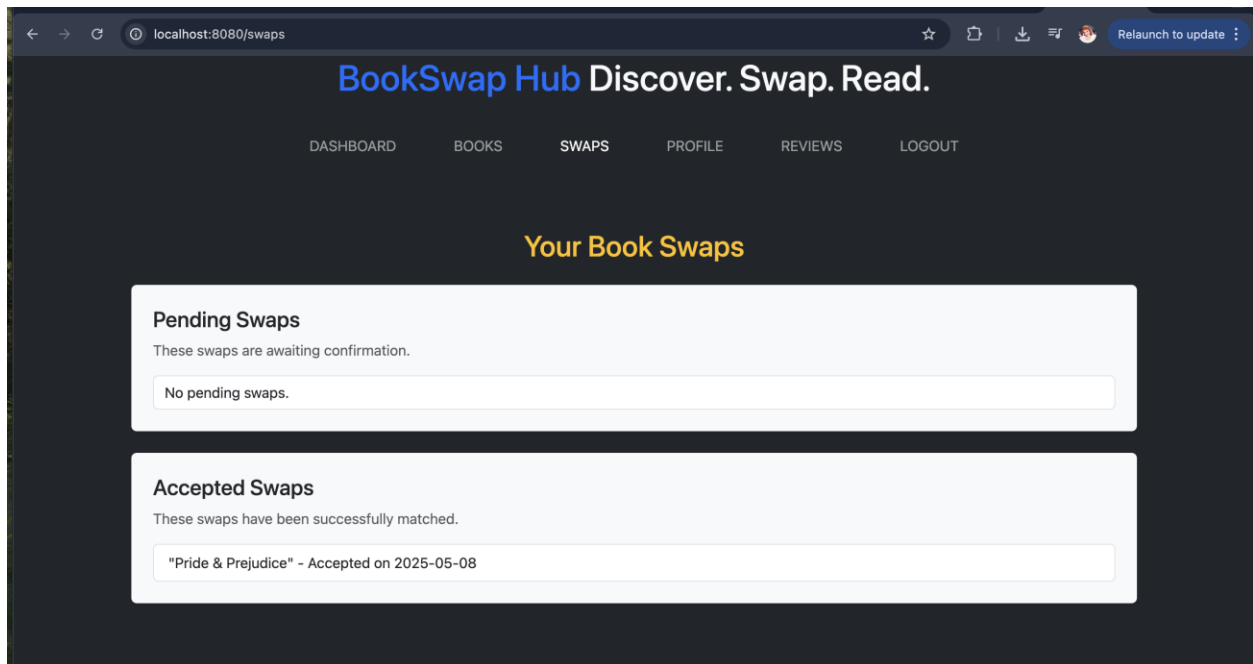 localhost:8080/swaps
Relaunch to update
BookSwap Hub Discover. Swap. Read.
DASHBOARD BOOKS SWAPS PROFILE REVIEWS LOGOUT
Your Book Swaps
Pending Swaps
These swaps are awaiting confirmation.
No pending swaps.
Accepted Swaps
These swaps have been successfully matched.
"Pride & Prejudice" - Accepted on 2025-05-08